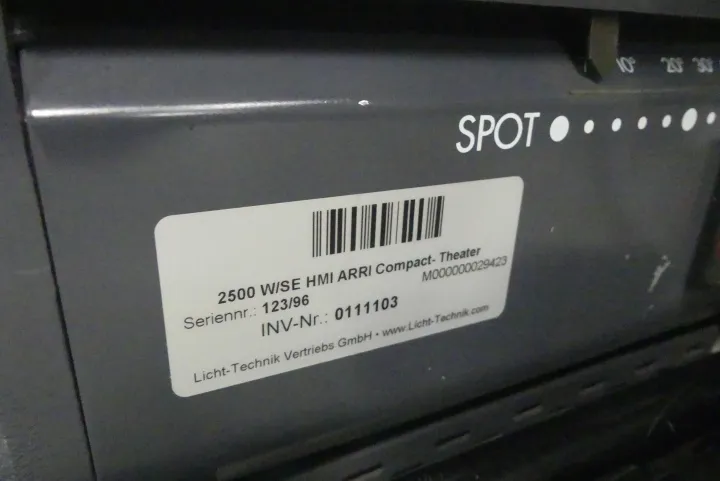 10° 20° 30°
SPOT
2500 W/SE HMI ARRI Compact- Theater
M000000029423
Seriennr.: 123/96
INV-Nr.: 0111103
Licht-Technik Vertriebs GmbH • www.Licht-Technik.com